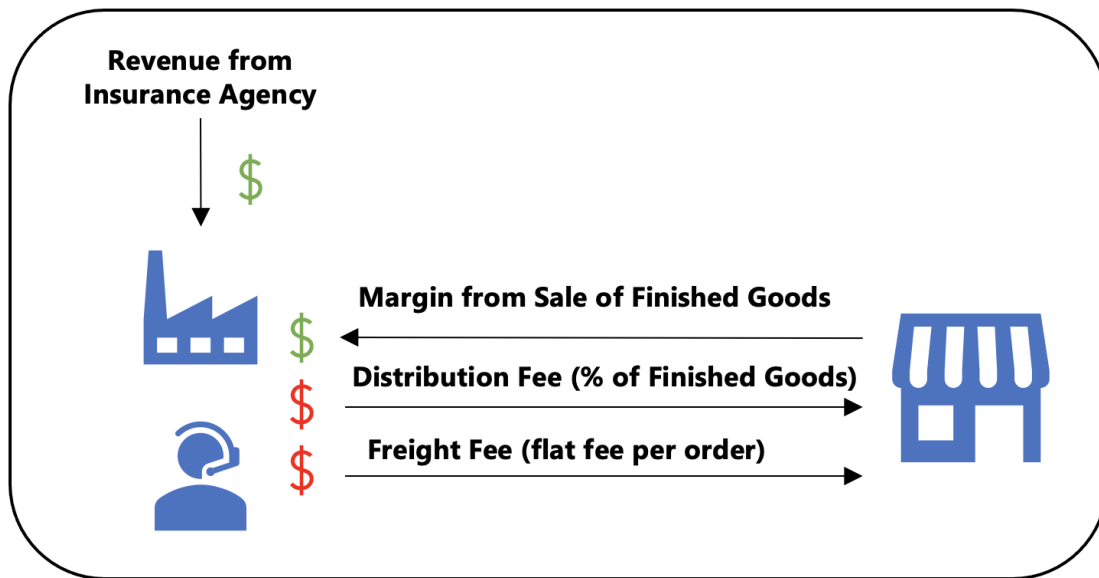 Revenue from
Insurance Agency
$
Margin from Sale of Finished Goods
$
Distribution Fee (% of Finished Goods)
$
Freight Fee (flat fee per order)
$